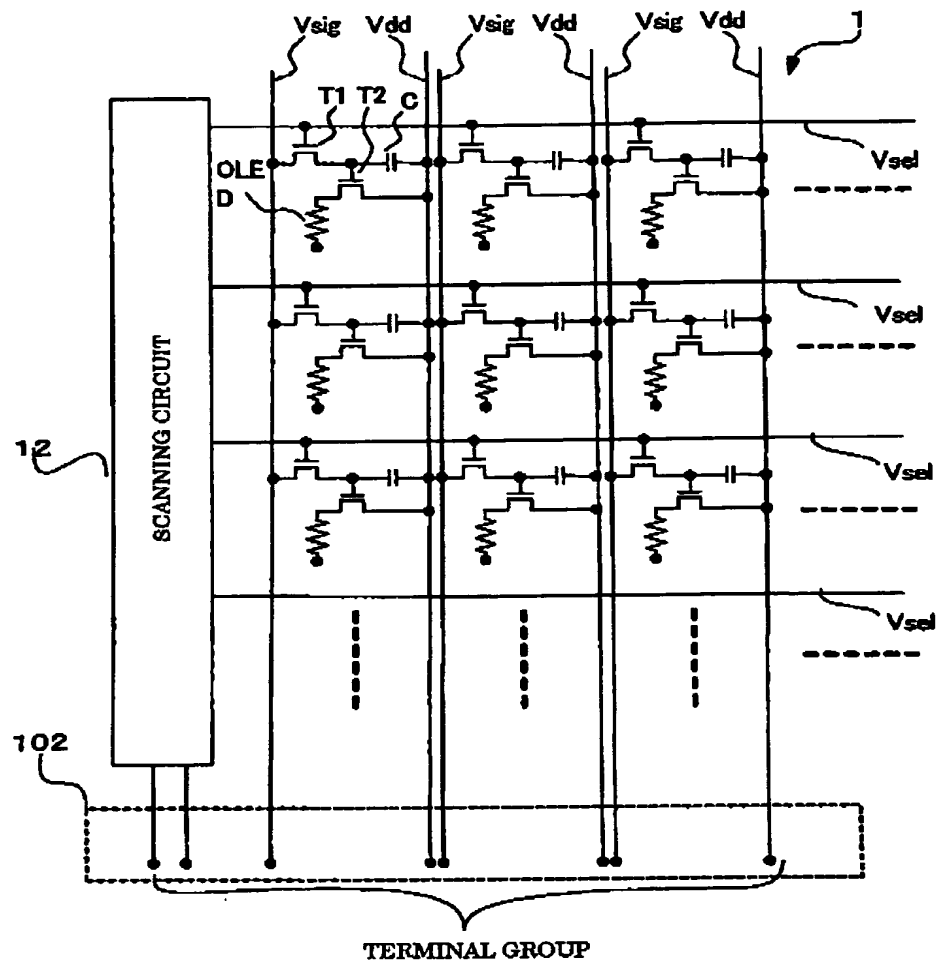 Vsig Vdd Vsig Vdd Vsig Vdd 1
T1 T2 C
OLE
D
Vsel
Vsel
SCANNING CIRCUIT
12
Vsel
Vsel
102
TERMINAL GROUP